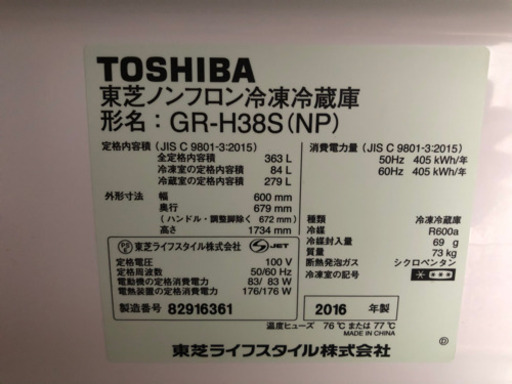 TOSHIBA
東芝ノンフロン冷凍冷蔵庫
形名：GR-H38S(NP)
定格内容積 (JIS C 9801-3:2015)
全定格内容積 363 L
冷凍室の定格内容積 84 L
冷蔵室の定格内容積 279 L
外形寸法 幅 600 mm
奥行 679 mm
(ハンドル・調整脚除く 672 mm)
高さ 1734 mm
PSE 東芝ライフスタイル株式会社 S-JET
定格電圧 100 V
定格周波数 50/60 Hz
電動機の定格消費電力 83/ 83 W
電熱装置の定格消費電力 176/176 W
製造番号 82916361
消費電力量 (JIS C 9801-3:2015)
50Hz 405 kWh/年
60Hz 405 kWh/年
種類 冷凍冷蔵庫
冷媒 R600a
冷媒封入量 69 g
質量 73 kg
断熱発泡ガス シクロペンタン
冷凍室の記号
2016 年製
温度ヒューズ 76 ℃ または 77 ℃
MADE IN CHINA
D
東芝ライフスタイル株式会社